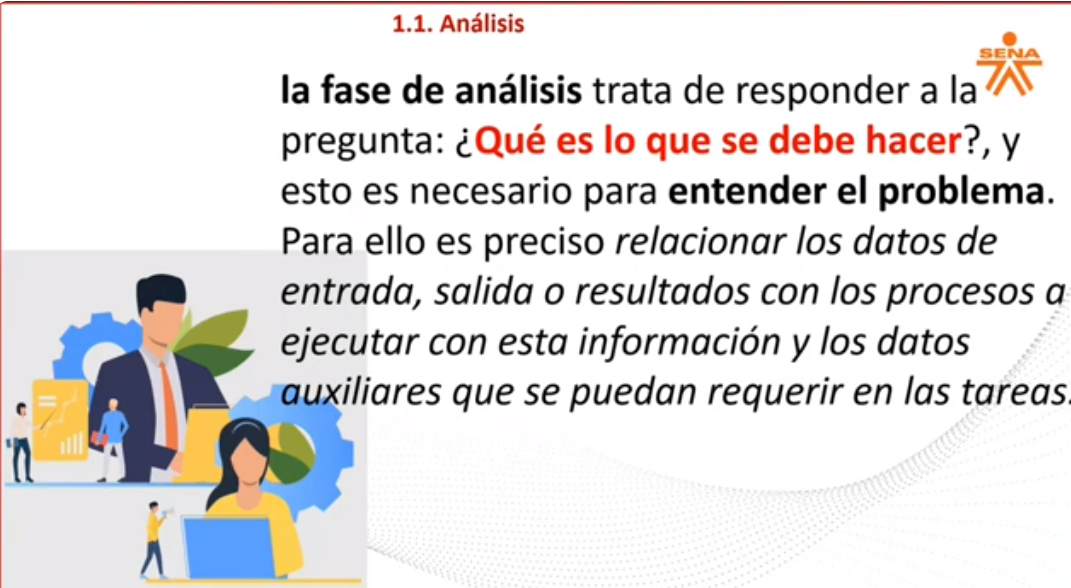 1.1. Análisis
SENA
la fase de análisis trata de responder a la
pregunta: ¿Qué es lo que se debe hacer?, y
esto es necesario para entender el problema.
Para ello es preciso relacionar los datos de
entrada, salida o resultados con los procesos a
ejecutar con esta información y los datos
auxiliares que se puedan requerir en las tareas.